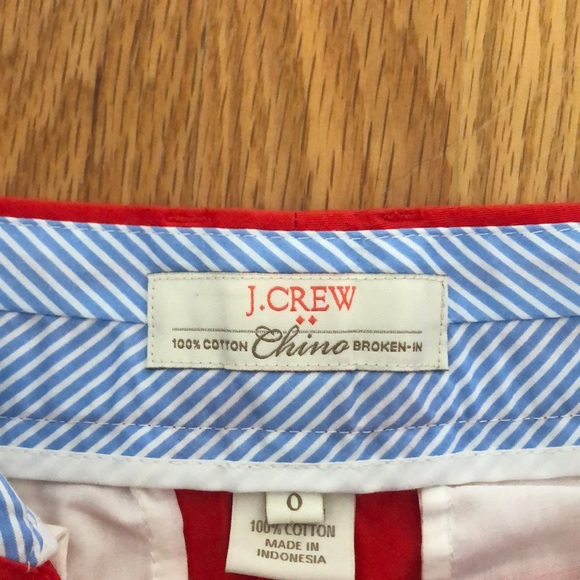 J.CREW
100% COTTON Chino BROKEN-IN
0
100% COTTON
MADE IN
INDONESIA